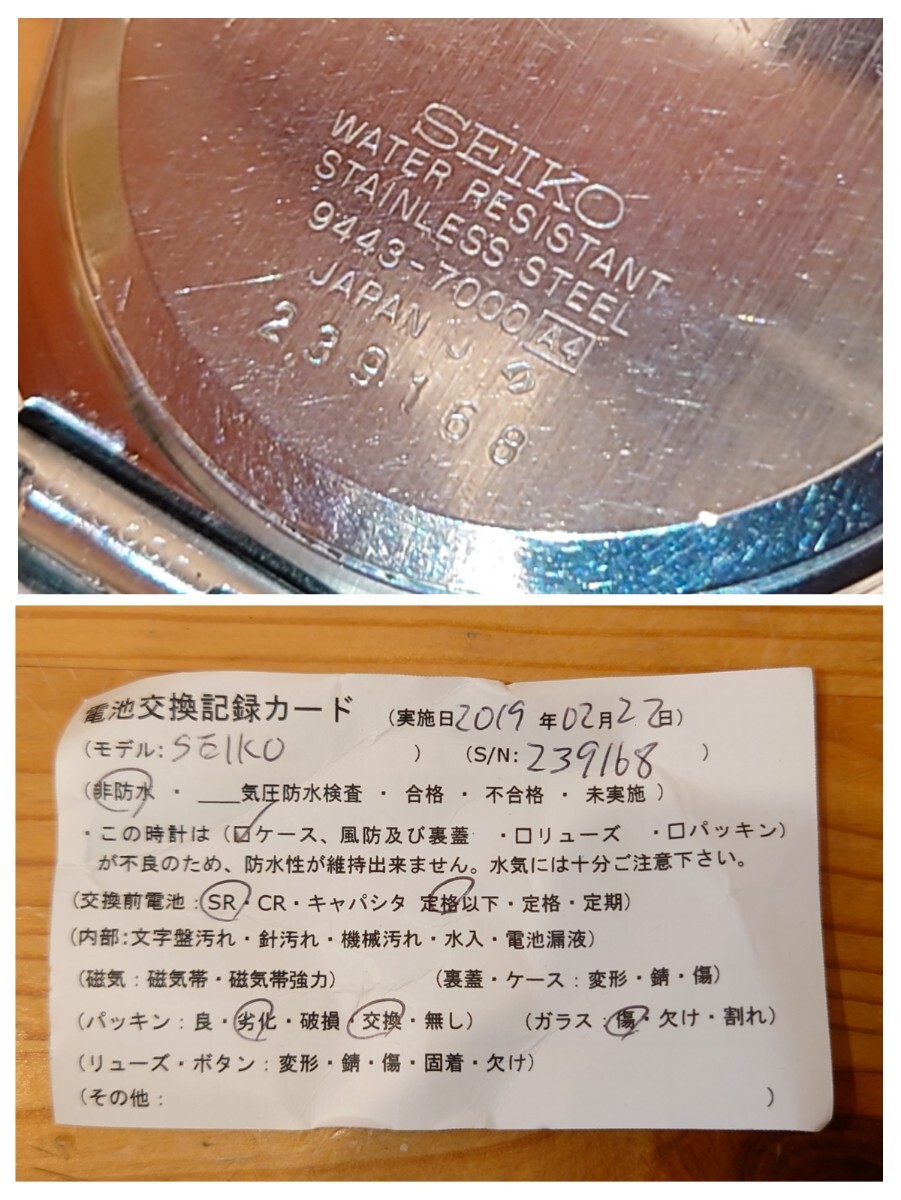 SEIKO
WATER RESISTANT
STAINLESS STEEL
9443-7000 A4
JAPAN J
239168
電池交換記録カード (実施日2019年02月22日)
(モデル: SEIKO ) (S/N: 239168 )
(非防水 ・ ___気圧防水検査 ・ 合格 ・ 不合格 ・ 未実施 )
・この時計は (☑ケース、風防及び裏蓋 ・□リューズ ・□パッキン)
が不良のため、防水性が維持出来ません。水気には十分ご注意下さい。
(交換前電池:SR・CR・キャパシタ 定格以下・定格・定期)
(内部:文字盤汚れ・針汚れ・機械汚れ・水入・電池漏液)
(磁気:磁気帯・磁気帯強力) (裏蓋・ケース:変形・錆・傷)
(パッキン:良・劣化・破損・交換・無し) (ガラス:傷・欠け・割れ)
(リューズ・ボタン:変形・錆・傷・固着・欠け)
(その他: )